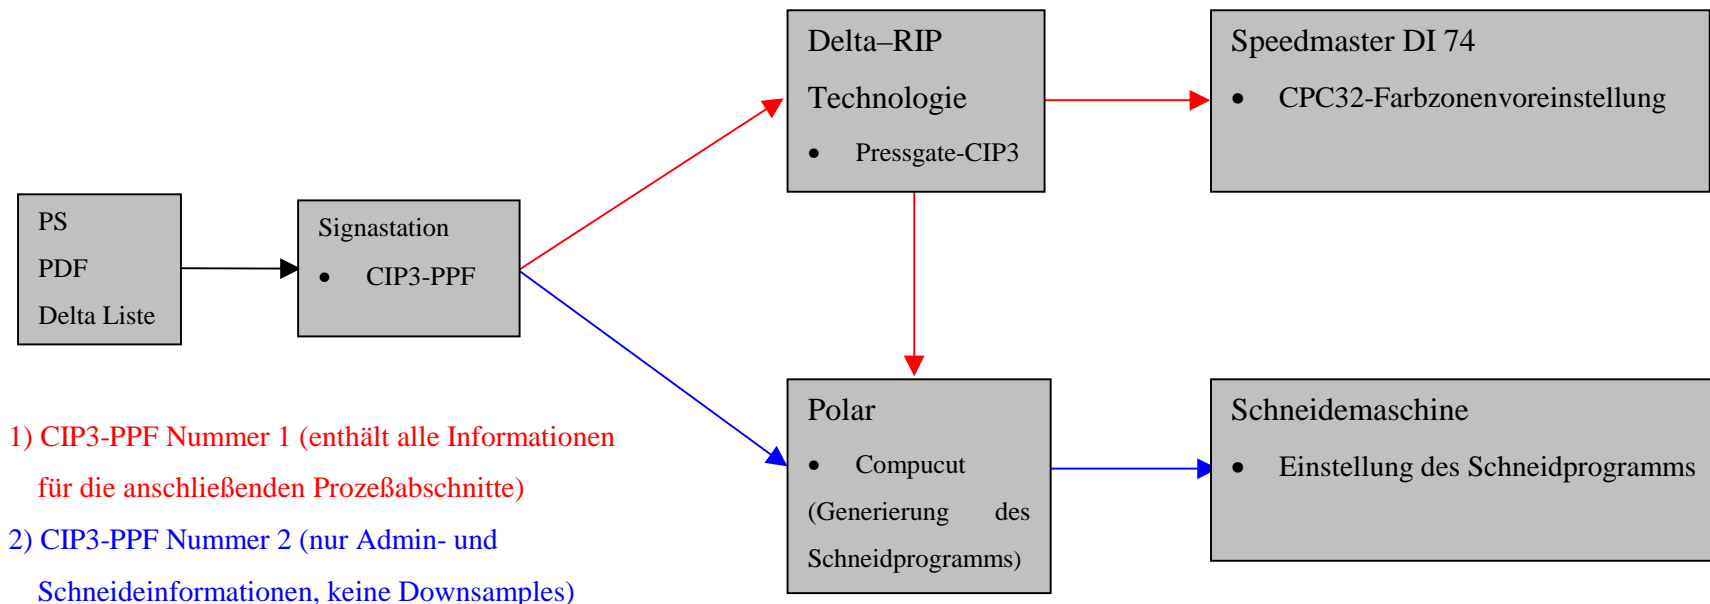 PS
PDF
Delta Liste
Signastation
• CIP3-PPF
Delta–RIP
Technologie
• Pressgate-CIP3
Speedmaster DI 74
• CPC32-Farbzonenvoreinstellung
Polar
• Compucut
(Generierung des
Schneidprogramms)
Schneidemaschine
• Einstellung des Schneidprogramms
1) CIP3-PPF Nummer 1 (enthält alle Informationen
für die anschließenden Prozeßabschnitte)
2) CIP3-PPF Nummer 2 (nur Admin- und
Schneideinformationen, keine Downsamples)